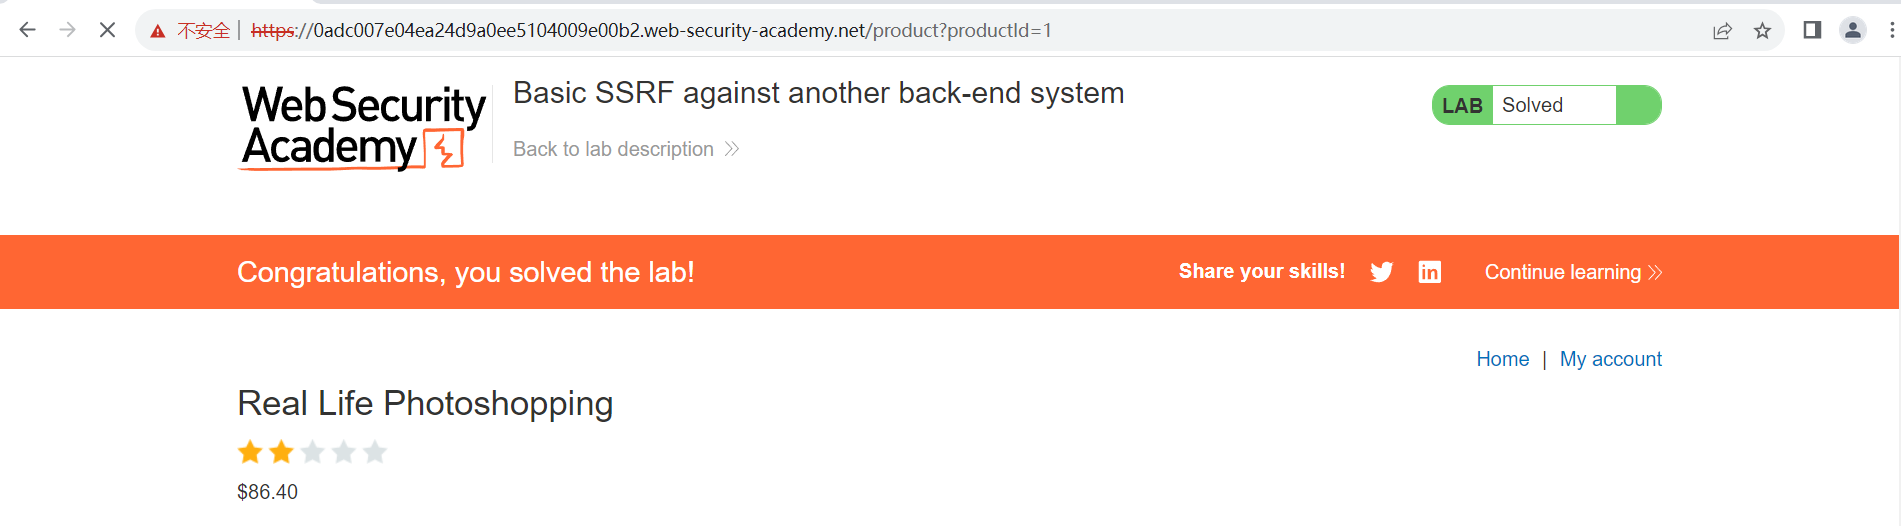 不安全 https://0adc007e04ea24d9a0ee5104009e00b2.web-security-academy.net/product?productId=1
Web Security
Academy
Basic SSRF against another back-end system
Back to lab description
LAB Solved
Congratulations, you solved the lab!
Share your skills!
Continue learning
Home | My account
Real Life Photoshopping
$86.40